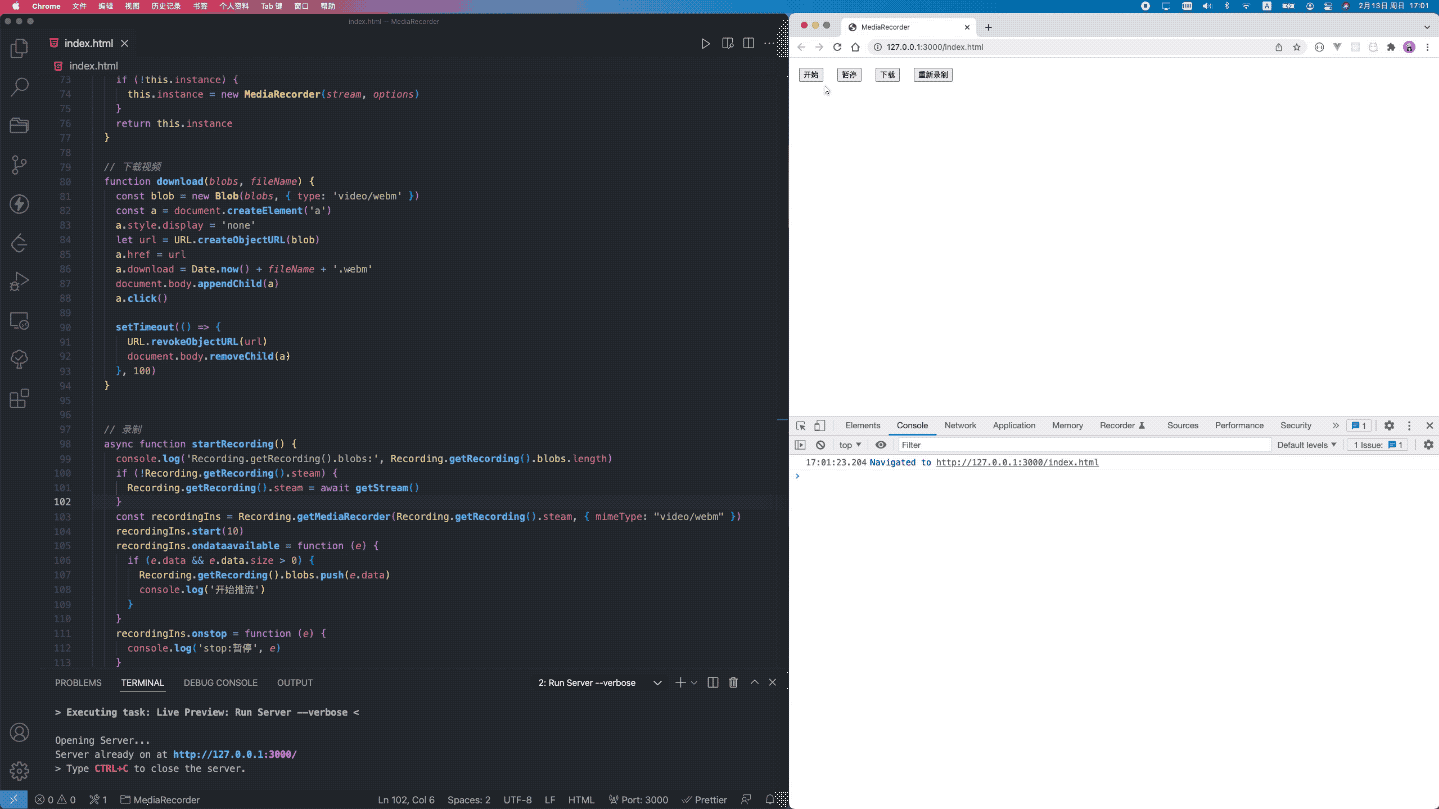 Chrome 文件 编辑 视图 历史记录 书签 个人资料 Tab 键 窗口 帮助
A
2月13日 周日 17:01
index.html — MediaRecorder
index.html
index.html
73 if (!this.instance) {
74 this.instance = new MediaRecorder(stream, options)
75 }
76 return this.instance
77 }
78
79 // 下载视频
80 function download(blobs, fileName) {
81 const blob = new Blob(blobs, { type: 'video/webm' })
82 const a = document.createElement('a')
83 a.style.display = 'none'
84 let url = URL.createObjectURL(blob)
85 a.href = url
86 a.download = Date.now() + fileName + '.webm'
87 document.body.appendChild(a)
88 a.click()
89
90 setTimeout(() => {
91 URL.revokeObjectURL(url)
92 document.body.removeChild(a)
93 }, 100)
94 }
95
96
97 // 录制
98 async function startRecording() {
99 console.log('Recording.getRecording().blobs:', Recording.getRecording().blobs.length)
100 if (!Recording.getRecording().steam) {
101 Recording.getRecording().steam = await getStream()
102 }
103 const recordingIns = Recording.getMediaRecorder(Recording.getRecording().steam, { mimeType: "video/webm" })
104 recordingIns.start(10)
105 recordingIns.ondataavailable = function (e) {
106 if (e.data && e.data.size > 0) {
107 Recording.getRecording().blobs.push(e.data)
108 console.log('开始推流')
109 }
110 }
111 recordingIns.onstop = function (e) {
112 console.log('stop:暂停', e)
113 }
PROBLEMS TERMINAL DEBUG CONSOLE OUTPUT
2: Run Server --verbose
> Executing task: Live Preview: Run Server --verbose <
Opening Server...
Server already on at http://127.0.0.1:3000/
> Type CTRL+C to close the server.
0 0 1 MediaRecorder Ln 102, Col 6 Spaces: 2 UTF-8 LF HTML Port: 3000 Prettier
MediaRecorder
127.0.0.1:3000/index.html
开始 暂停 下载 重新录制
Elements Console Network Application Memory Recorder Sources Performance Security » 1
top Filter Default levels 1 Issue: 1
17:01:23.204 Navigated to http://127.0.0.1:3000/index.html